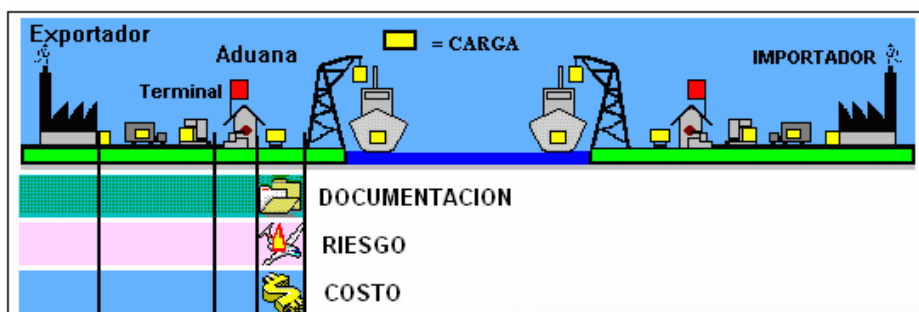 Exportador
Aduana
= CARGA
IMPORTADOR
Terminal
DOCUMENTACION
RIESGO
COSTO